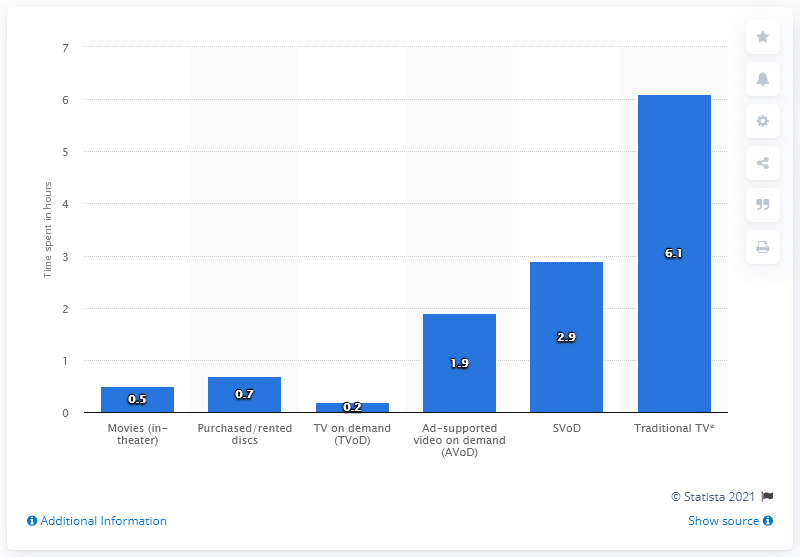 7
6
5
4
3
2
1
0
Time spent in hours
0.5
0.7
0.2
1.9
2.9
6.1
Movies (in-
theater)
Purchased/rented
discs
TV on demand
(TVoD)
Ad-supported
video on demand
(AVoD)
SVoD
Traditional TV*
© Statista 2021
Additional Information
Show source